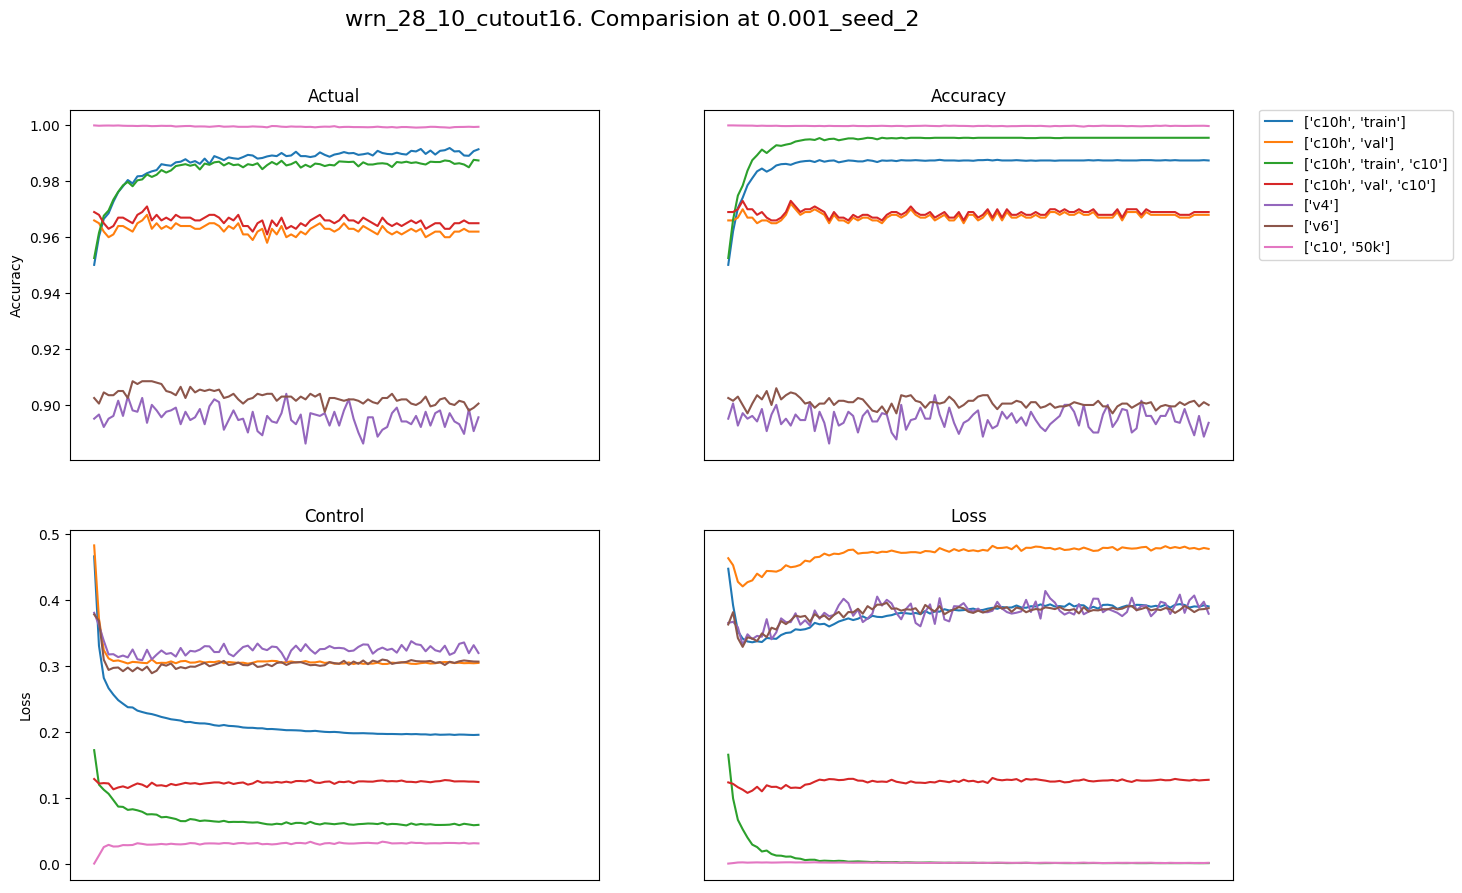 wrn_28_10_cutout16. Comparision at 0.001_seed_2
Actual
Accuracy
1.00
0.98
0.96
0.94
0.92
0.90
Accuracy
['c10h', 'train']
['c10h', 'val']
['c10h', 'train', 'c10']
['c10h', 'val', 'c10']
['v4']
['v6']
['c10', '50k']
Control
Loss
0.5
0.4
0.3
0.2
0.1
0.0
Loss